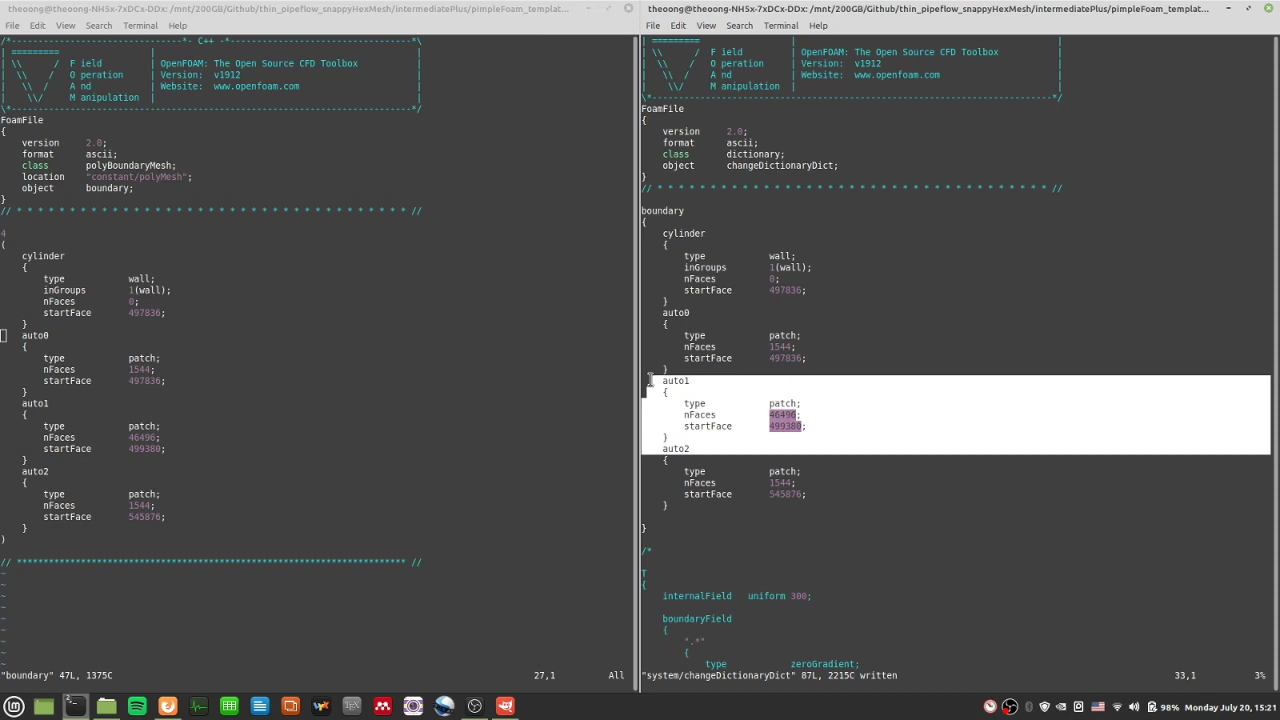 theoong@theoong-NH5x-7xDCx-DDx: /mnt/200GB/Github/thin_pipeflow_snappyHexMesh/intermediatePlus/pimpleFoam_templat...
File Edit View Search Terminal Help
/*--------------------------------*- C++ -*----------------------------------*\
| =========                 |                                                 |
| \\      /  F ield         | OpenFOAM: The Open Source CFD Toolbox           |
|  \\    /   O peration     | Version:  v1912                                 |
|   \\  /    A nd           | Website:  www.openfoam.com                      |
|    \\/     M anipulation  |                                                 |
\*---------------------------------------------------------------------------*/
FoamFile
{
    version     2.0;
    format      ascii;
    class       polyBoundaryMesh;
    location    "constant/polyMesh";
    object      boundary;
}
// * * * * * * * * * * * * * * * * * * * * * * * * * * * * * * * * * * * * * //
4
(
    cylinder
    {
        type            wall;
        inGroups        1(wall);
        nFaces          0;
        startFace       497836;
    }
    auto0
    {
        type            patch;
        nFaces          1544;
        startFace       497836;
    }
    auto1
    {
        type            patch;
        nFaces          46496;
        startFace       499380;
    }
    auto2
    {
        type            patch;
        nFaces          1544;
        startFace       545876;
    }
)
// ************************************************************************* //
~
~
~
~
~
~
~
~
~
"boundary" 47L, 1375C 27,1 All
theoong@theoong-NH5x-7xDCx-DDx: /mnt/200GB/Github/thin_pipeflow_snappyHexMesh/intermediatePlus/pimpleFoam_templat...
File Edit View Search Terminal Help
| =========                 |                                                 |
| \\      /  F ield         | OpenFOAM: The Open Source CFD Toolbox           |
|  \\    /   O peration     | Version:  v1912                                 |
|   \\  /    A nd           | Website:  www.openfoam.com                      |
|    \\/     M anipulation  |                                                 |
\*---------------------------------------------------------------------------*/
FoamFile
{
    version     2.0;
    format      ascii;
    class       dictionary;
    object      changeDictionaryDict;
}
// * * * * * * * * * * * * * * * * * * * * * * * * * * * * * * * * * * * * * //
boundary
{
    cylinder
    {
        type            wall;
        inGroups        1(wall);
        nFaces          0;
        startFace       497836;
    }
    auto0
    {
        type            patch;
        nFaces          1544;
        startFace       497836;
    }
    auto1
    {
        type            patch;
        nFaces          46496;
        startFace       499380;
    }
    auto2
    {
        type            patch;
        nFaces          1544;
        startFace       545876;
    }
}
/*
T
{
    internalField   uniform 300;
    boundaryField
    {
        ".*"
        {
            type            zeroGradient;
"system/changeDictionaryDict" 87L, 2215C written 33,1 3%
98% Monday July 20, 15:21